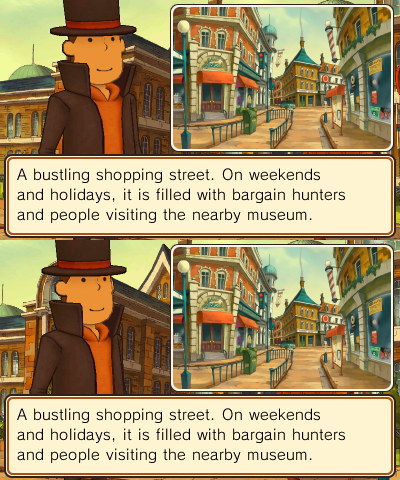 A bustling shopping street. On weekends
and holidays, it is filled with bargain hunters
and people visiting the nearby museum.
A bustling shopping street. On weekends
and holidays, it is filled with bargain hunters
and people visiting the nearby museum.